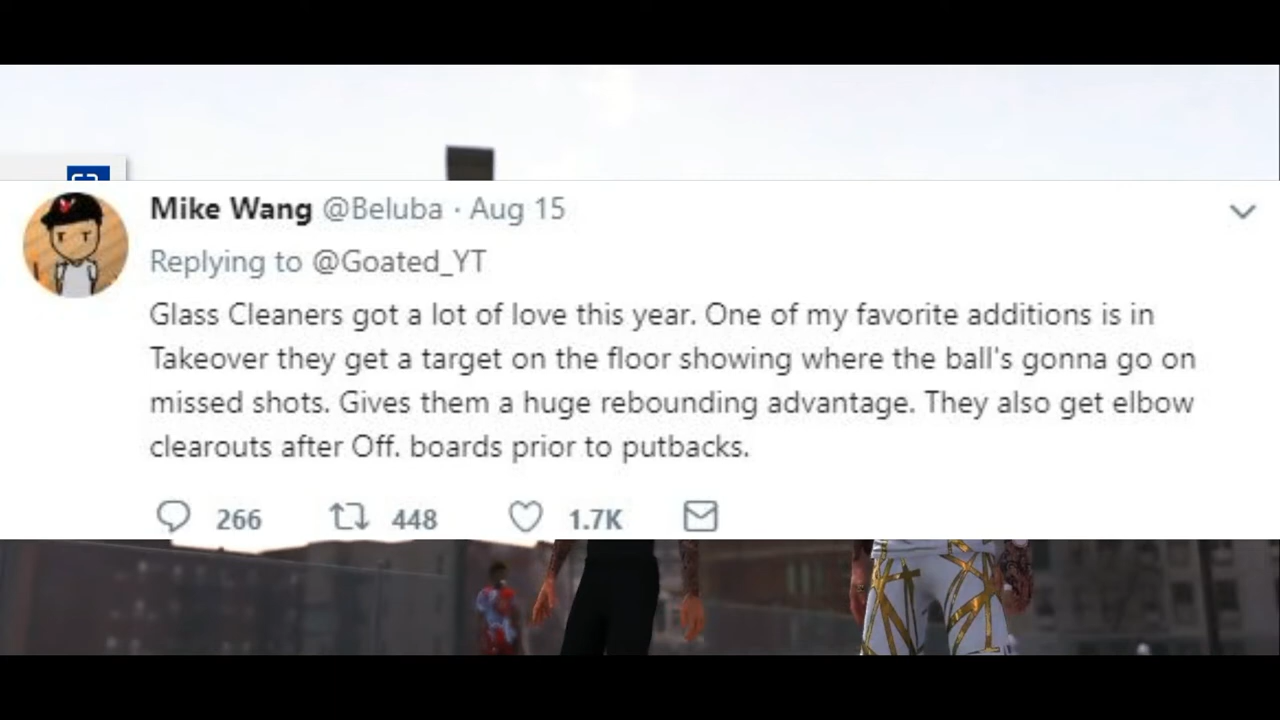 Mike Wang @Beluba · Aug 15
Replying to @Goated_YT
Glass Cleaners got a lot of love this year. One of my favorite additions is in
Takeover they get a target on the floor showing where the ball's gonna go on
missed shots. Gives them a huge rebounding advantage. They also get elbow
clearouts after Off. boards prior to putbacks.
266 448 1.7K